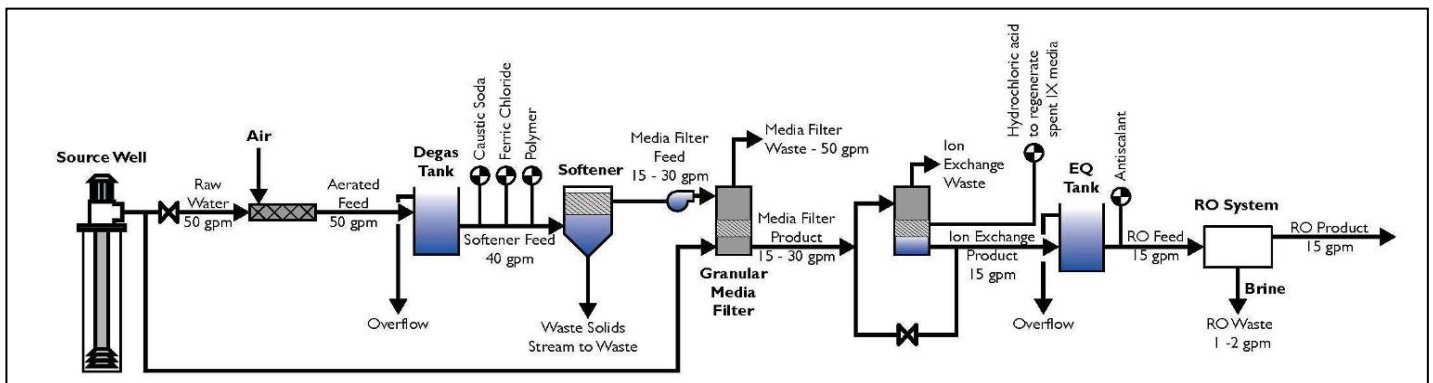 Source Well
Raw
Water
50 gpm
Air
Aerated
Feed
50 gpm
Degas
Tank
Overflow
Caustic Soda
Ferric Chloride
Polymer
Softener Feed
40 gpm
Softener
Waste Solids
Stream to Waste
Media Filter
Feed
15 - 30 gpm
Media Filter
Waste - 50 gpm
Granular
Media
Filter
Media Filter
Product
15 - 30 gpm
Ion
Exchange
Waste
Hydrochloric acid
to regenerate
spent IX media
Ion Exchange
Product
15 gpm
EQ
Tank
Overflow
Antiscalant
RO Feed
15 gpm
RO System
RO Product
15 gpm
Brine
RO Waste
1 -2 gpm